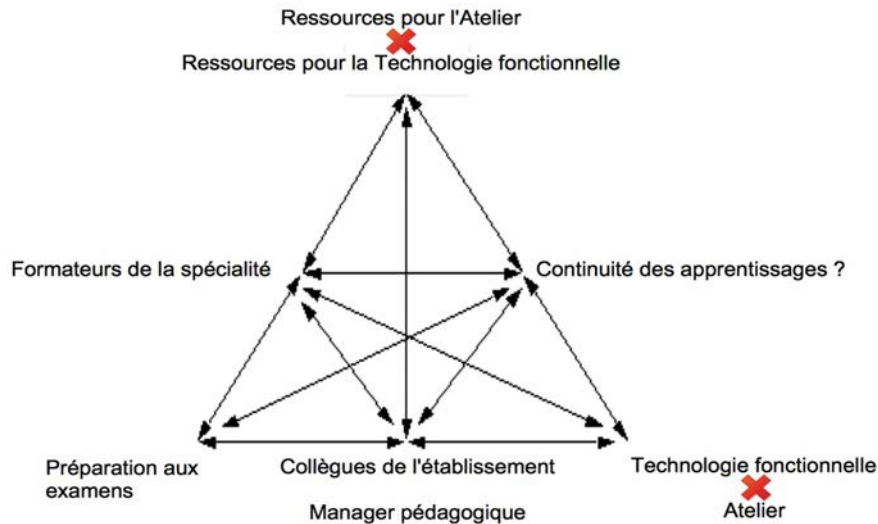 Ressources pour l'Atelier
Ressources pour la Technologie fonctionnelle
Formateurs de la spécialité
Continuité des apprentissages ?
Préparation aux
examens
Collègues de l'établissement
Manager pédagogique
Technologie fonctionnelle
Atelier